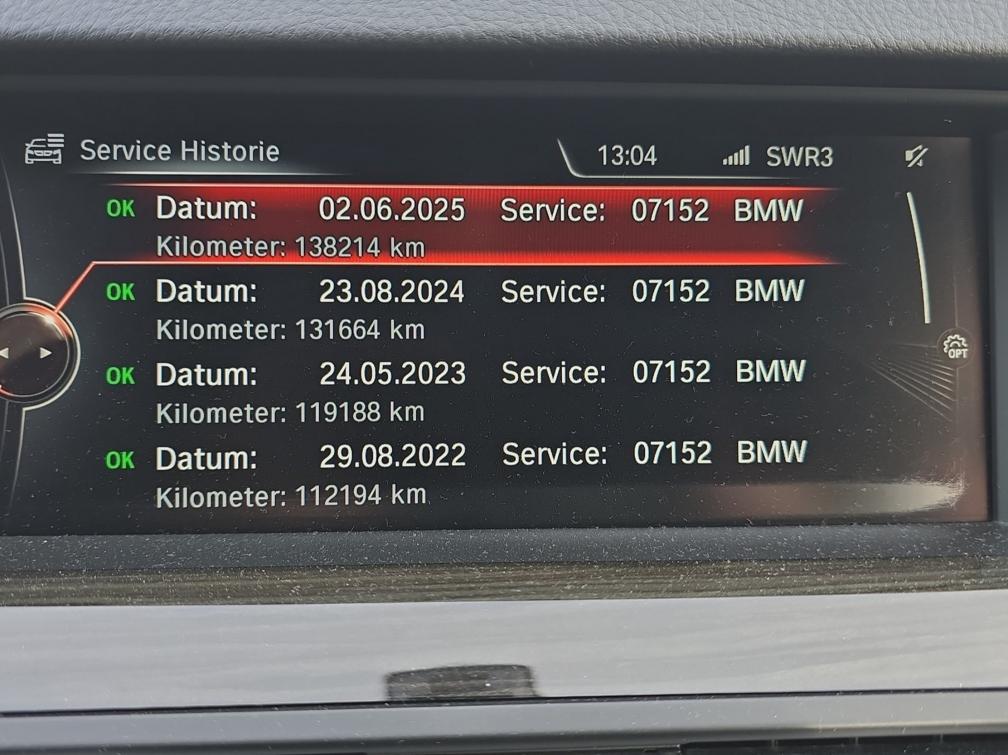 Service Historie 13:04 SWR3
OK Datum: 02.06.2025 Service: 07152 BMW
Kilometer: 138214 km
OK Datum: 23.08.2024 Service: 07152 BMW
Kilometer: 131664 km
OPT
OK Datum: 24.05.2023 Service: 07152 BMW
Kilometer: 119188 km
OK Datum: 29.08.2022 Service: 07152 BMW
Kilometer: 112194 km